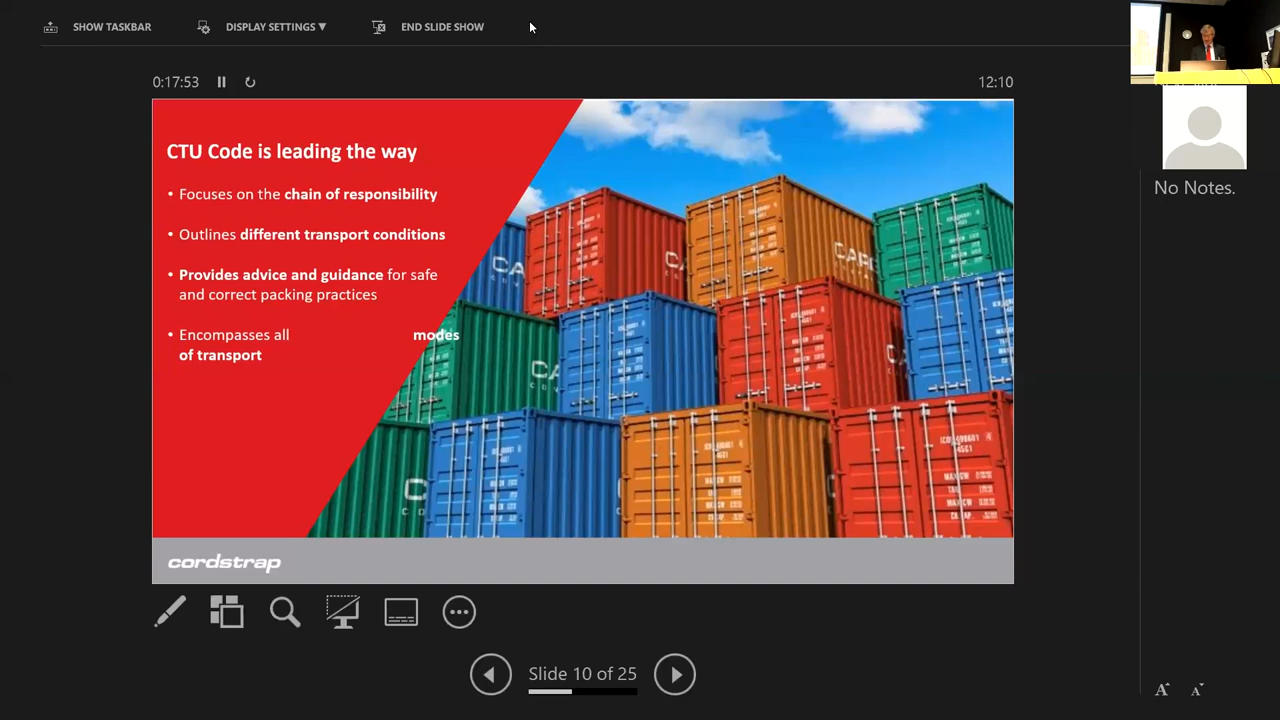 SHOW TASKBAR DISPLAY SETTINGS ▼ END SLIDE SHOW
0:17:53 12:10
CTU Code is leading the way
• Focuses on the chain of responsibility
• Outlines different transport conditions
• Provides advice and guidance for safe
and correct packing practices
• Encompasses all modes
of transport
cordstrap
No Notes.
Slide 10 of 25
A A